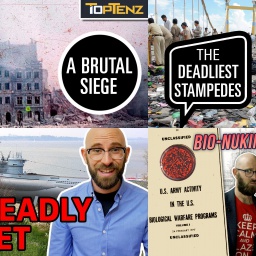 TOPTENZ
A BRUTAL
SIEGE
THE
DEADLIEST
STAMPEDES
EADLY
ET
UNCLASSIFIED
BIO-NUKI
U.S. ARMY ACTIVITY
IN THE U.S.
BIOLOGICAL WARFARE PROGRAMS
VOLUME I
UNCLASSIFIED
KEEP
CALM
AND